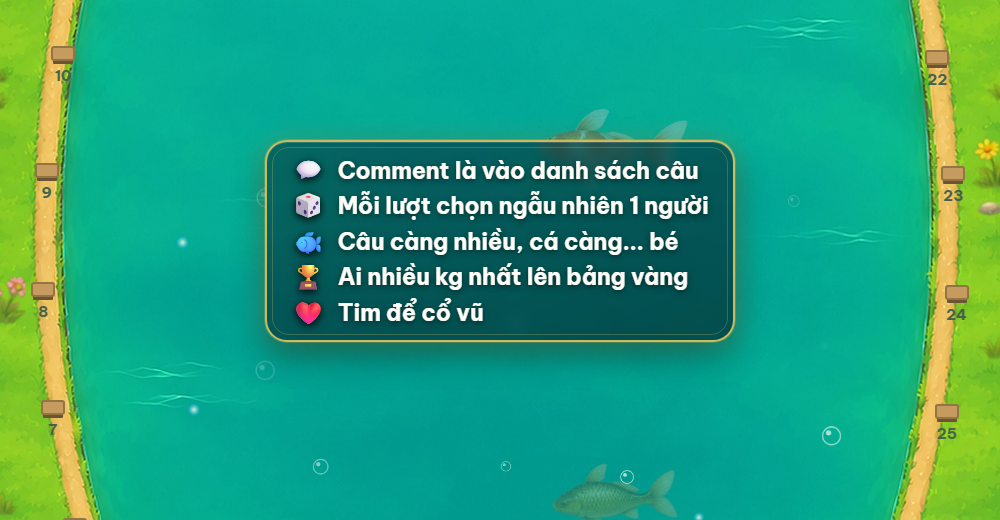 10
9
8
7
Comment là vào danh sách câu
Mỗi lượt chọn ngẫu nhiên 1 người
Câu càng nhiều, cá càng... bé
Ai nhiều kg nhất lên bảng vàng
Tim để cổ vũ
22
23
24
25